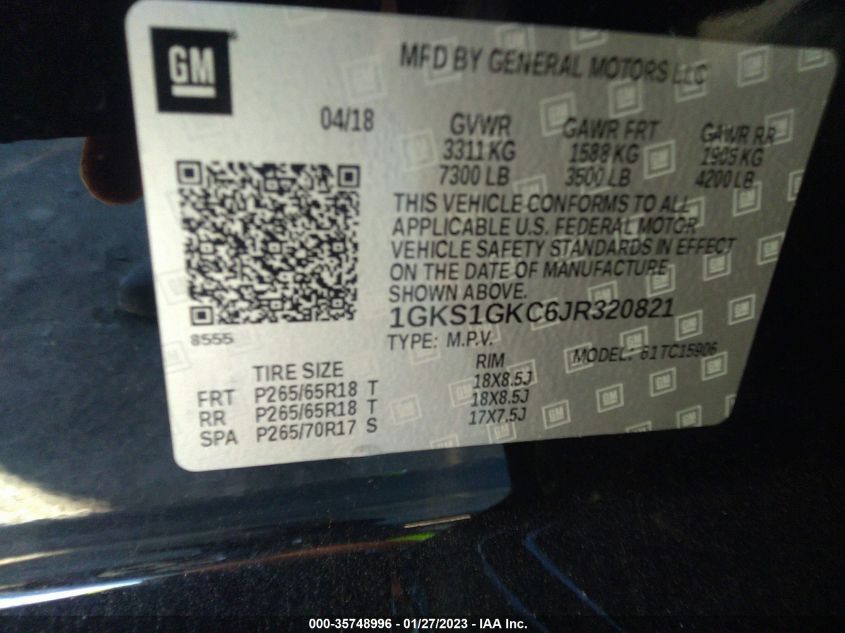 GM
MFD BY GENERAL MOTORS LLC
04/18
GVWR GAWR FRT GAWR RR
3311 KG 1588 KG 1905 KG
7300 LB 3500 LB 4200 LB
THIS VEHICLE CONFORMS TO ALL
APPLICABLE U.S. FEDERAL MOTOR
VEHICLE SAFETY STANDARDS IN EFFECT
ON THE DATE OF MANUFACTURE
SHOWN ABOVE.
8555
1GKS1GKC6JR320821
TYPE: M.P.V. MODEL: 61TC15906
TIRE SIZE RIM
FRT P265/65R18 T 18X8.5J
RR P265/65R18 T 18X8.5J
SPA P265/70R17 S 17X7.5J
000-35748996 — 01/27/2023 — IAA Inc.